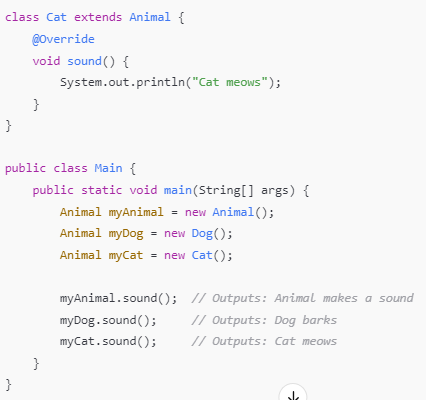 class Cat extends Animal {
    @Override
    void sound() {
        System.out.println("Cat meows");
    }
}

public class Main {
    public static void main(String[] args) {
        Animal myAnimal = new Animal();
        Animal myDog = new Dog();
        Animal myCat = new Cat();

        myAnimal.sound();  // Outputs: Animal makes a sound
        myDog.sound();     // Outputs: Dog barks
        myCat.sound();     // Outputs: Cat meows
    }
}